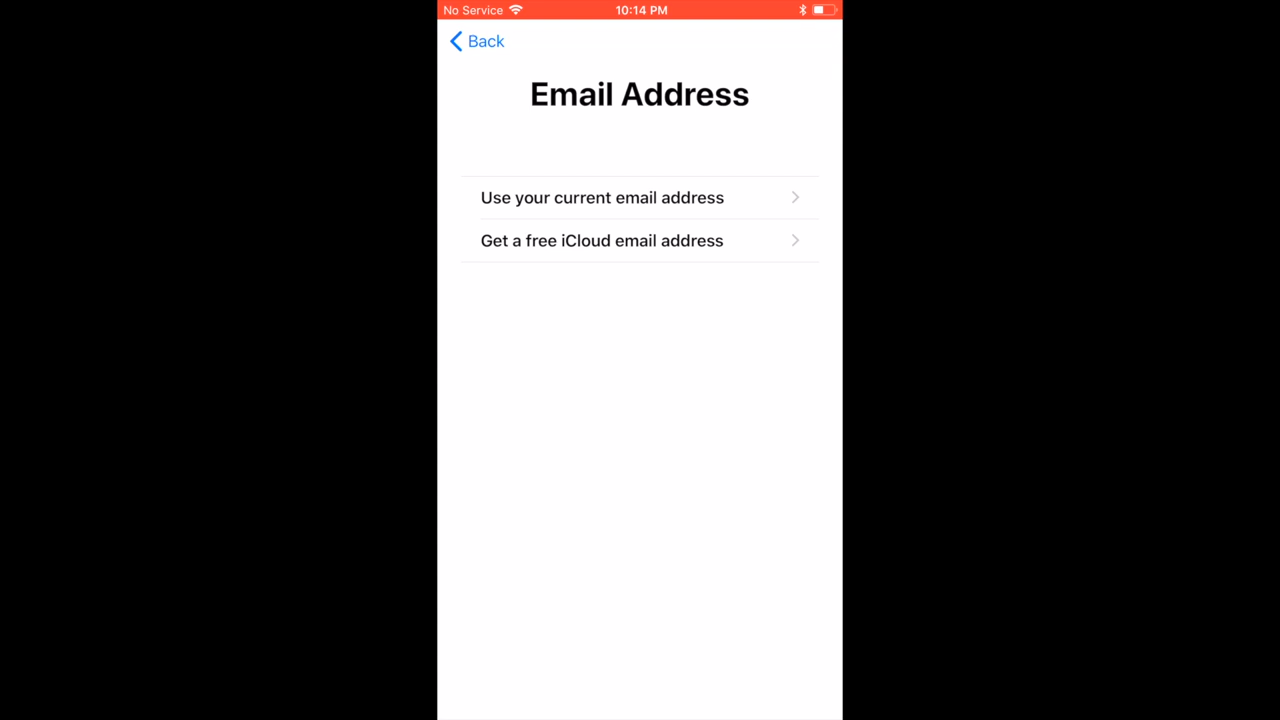 No Service 10:14 PM
Back
Email Address
Use your current email address
Get a free iCloud email address